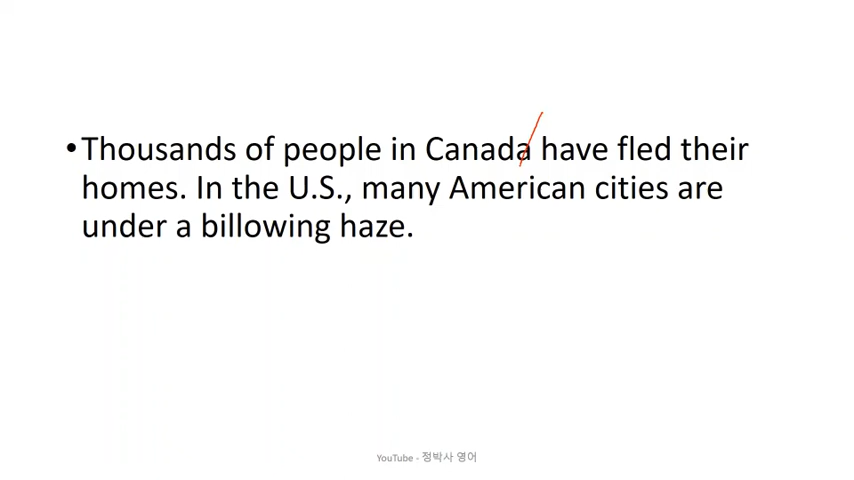 •Thousands of people in Canada have fled their
homes. In the U.S., many American cities are
under a billowing haze.
YouTube - 정박사 영어